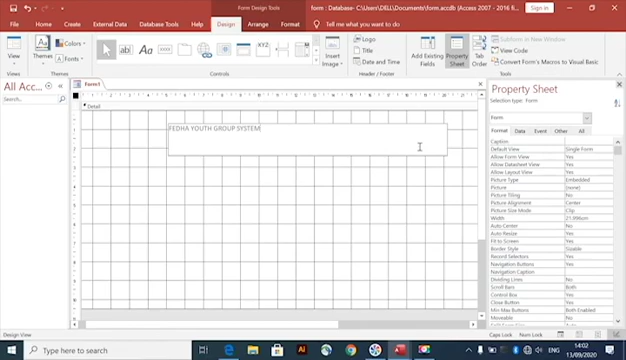 form : Database- C:\Users\DELL\Documents\form.accdb (Access 2007 - 2016 fi
Form Design Tools
Sign in
File Home Create External Data Database Tools Help Design Arrange Format Tell me what you want to do
View
Views
Themes
Colors
Fonts
Themes
Aa
ab
XXXX
Controls
Insert Image
Logo
Title
Date and Time
Header / Footer
Add Existing Fields
Property Sheet
Tab Order
Subform in New Window
View Code
Convert Form's Macros to Visual Basic
Tools
All Acc...
Search...
Form1
Detail
FEDHA YOUTH GROUP SYSTEM
Property Sheet
Selection type: Form
Form
Format Data Event Other All
Caption
Default View Single Form
Allow Form View Yes
Allow Datasheet View Yes
Allow Layout View Yes
Picture Type Embedded
Picture (none)
Picture Tiling No
Picture Alignment Center
Picture Size Mode Clip
Width
Auto Center No
Auto Resize Yes
Fit to Screen Yes
Border Style Sizable
Record Selectors Yes
Navigation Buttons Yes
Navigation Caption
Dividing Lines No
Scroll Bars Both
Control Box Yes
Close Button Yes
Min Max Buttons Both Enabled
Moveable No
Design View
Caps Lock Num Lock
Type here to search
ENG
14:02
13/09/2020